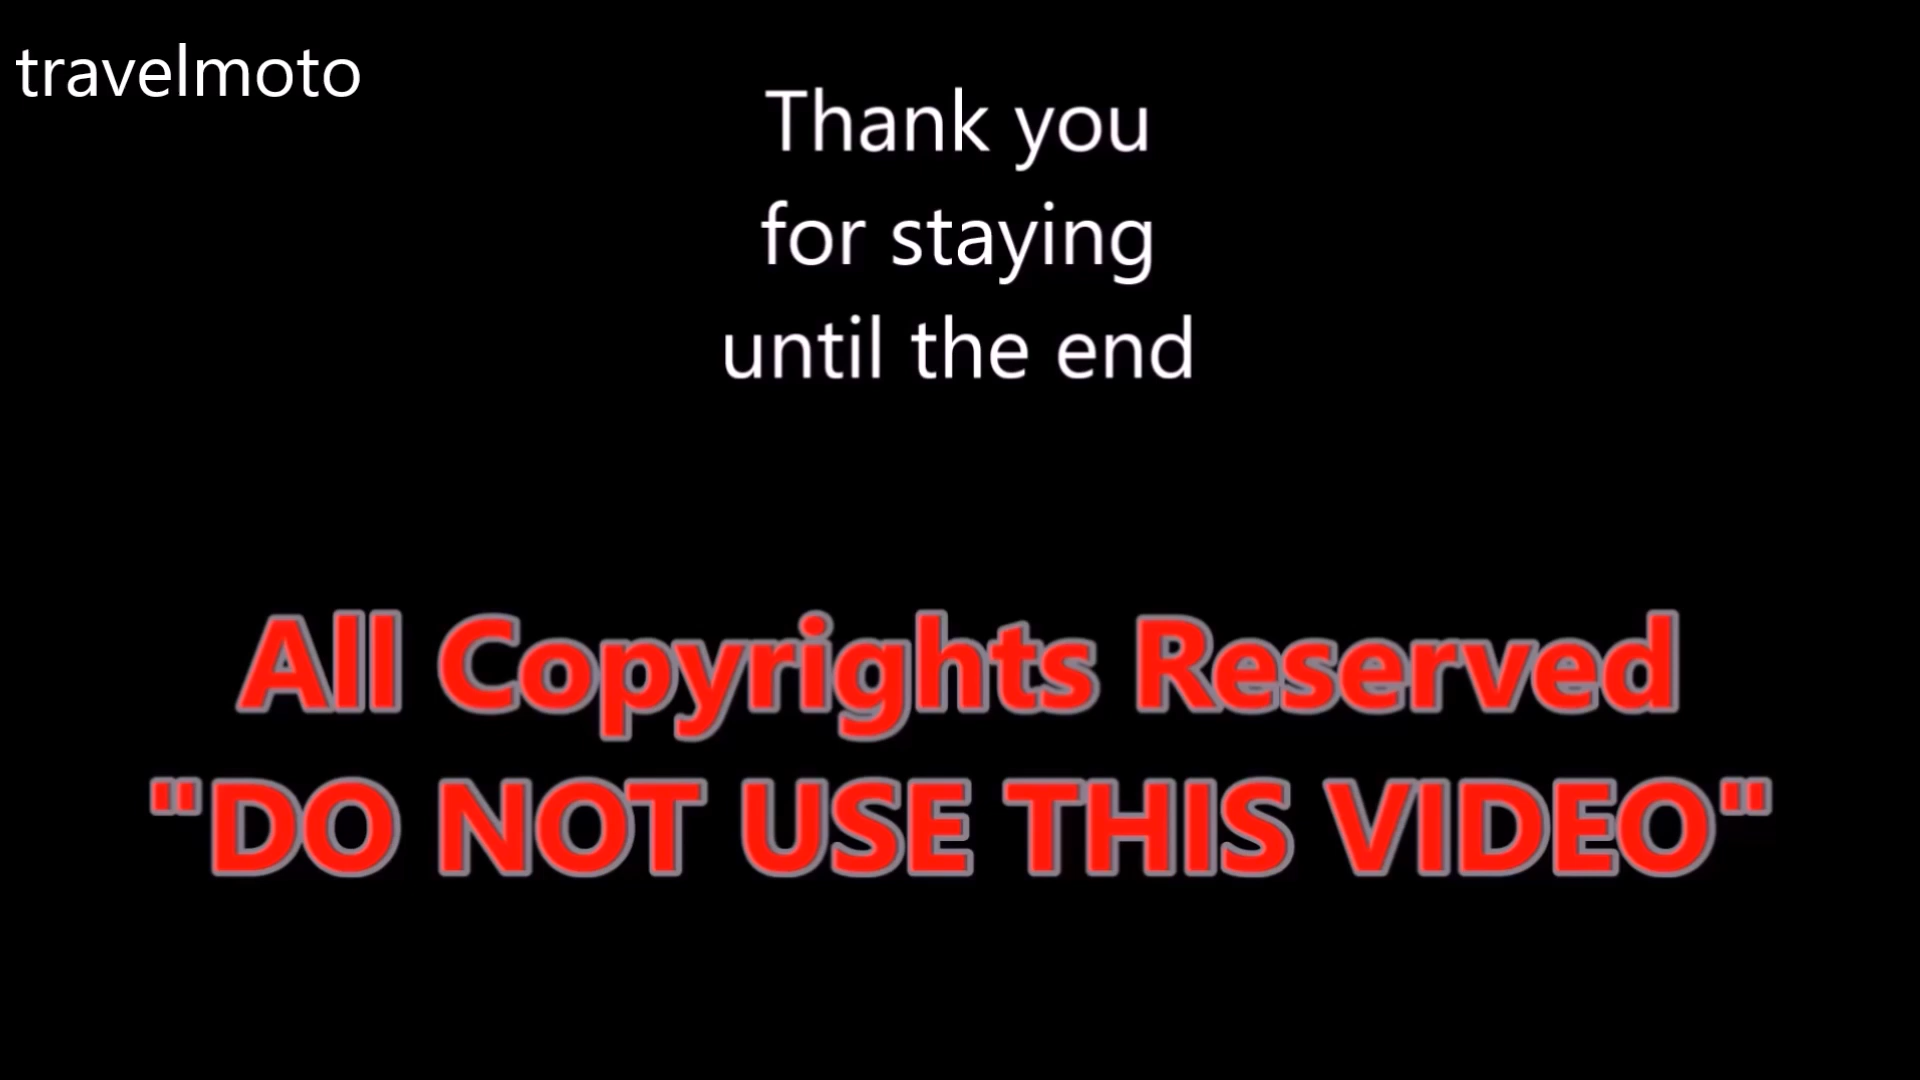 travelmoto
Thank you
for staying
until the end
All Copyrights Reserved
"DO NOT USE THIS VIDEO"